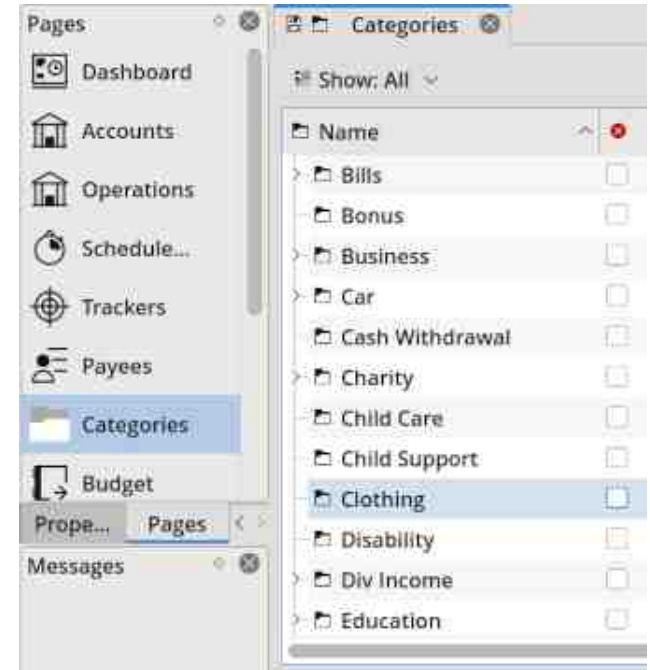 Pages
Dashboard
Accounts
Operations
Schedule...
Trackers
Payees
Categories
Budget
Prope...
Pages
Messages
Categories
Show: All
Name
Bills
Bonus
Business
Car
Cash Withdrawal
Charity
Child Care
Child Support
Clothing
Disability
Div Income
Education